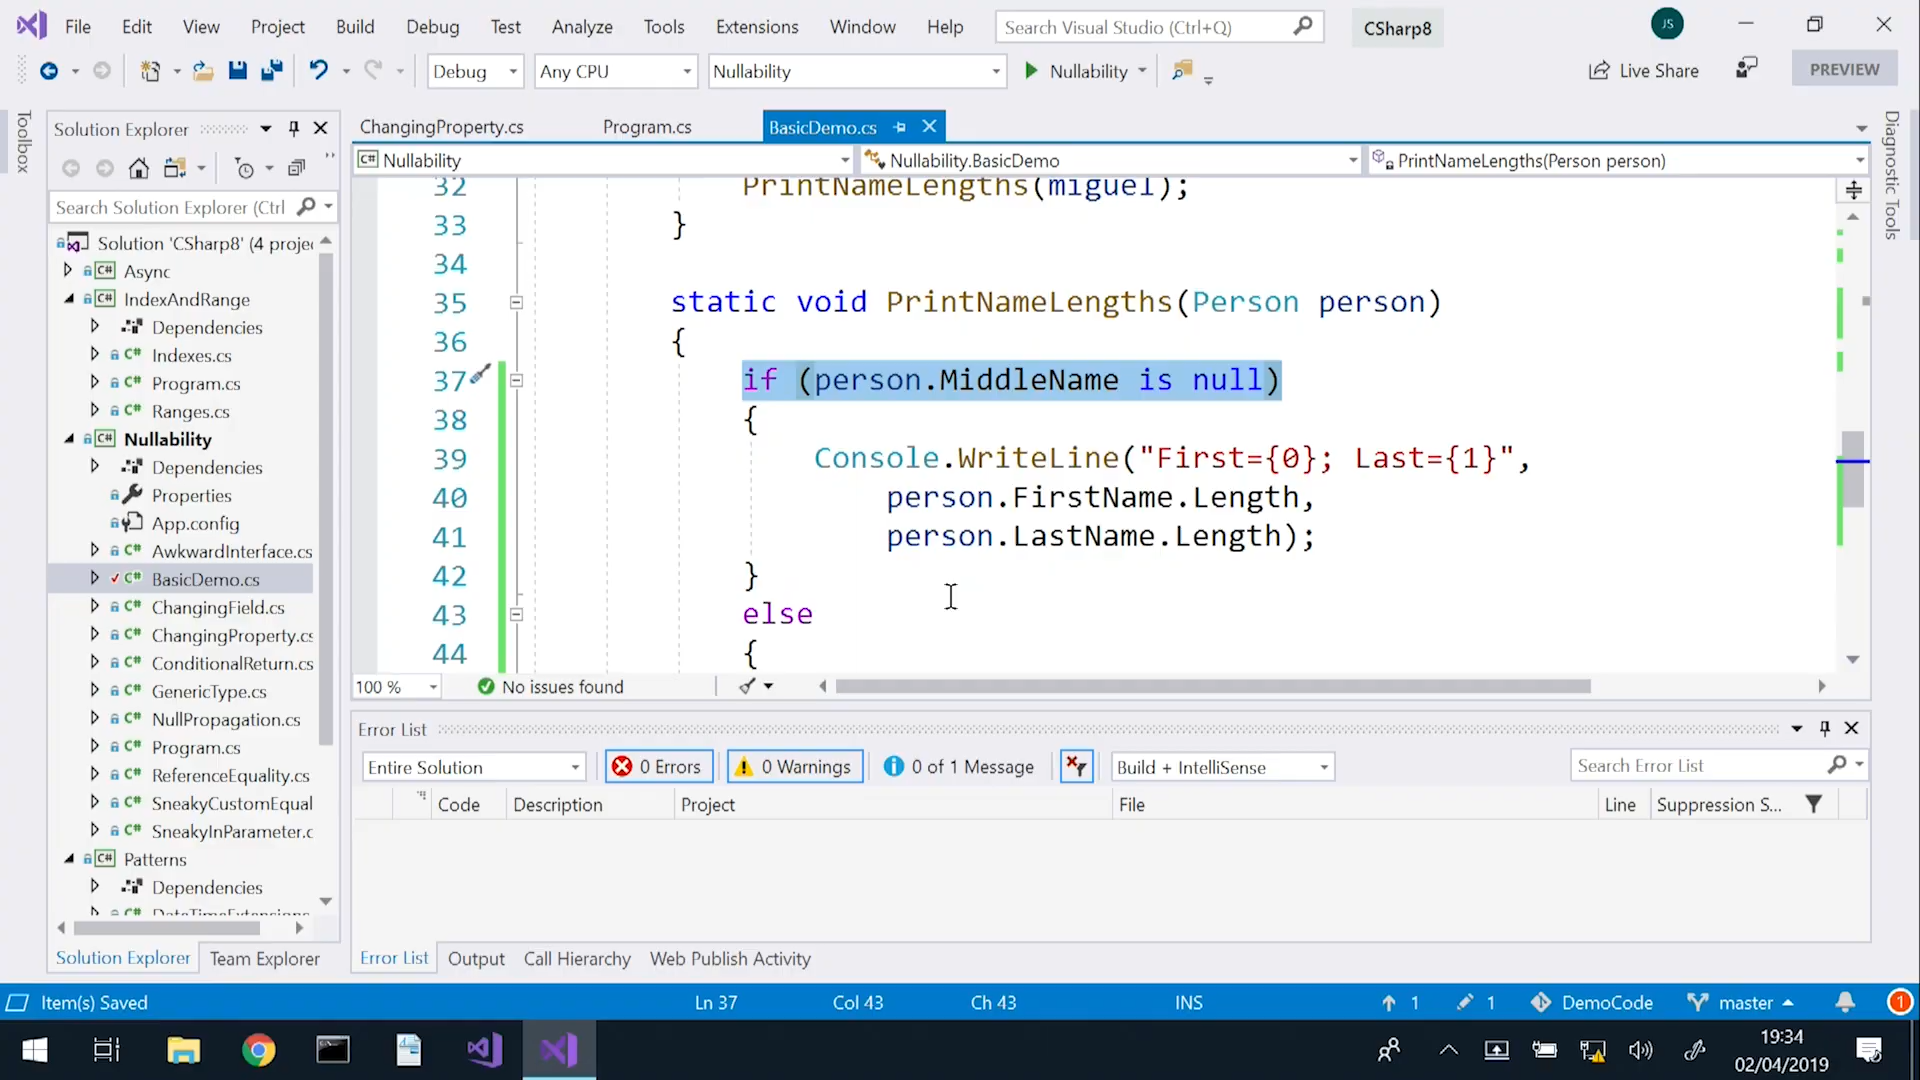 File Edit View Project Build Debug Test Analyze Tools Extensions Window Help Search Visual Studio (Ctrl+Q) CSharp8 JS
Debug Any CPU Nullability Nullability Live Share PREVIEW
Toolbox
Solution Explorer
Search Solution Explorer (Ctrl
Solution 'CSharp8' (4 proje
C# Async
C# IndexAndRange
Dependencies
C# Indexes.cs
C# Program.cs
C# Ranges.cs
C# Nullability
Dependencies
Properties
App.config
C# AwkwardInterface.cs
C# BasicDemo.cs
C# ChangingField.cs
C# ChangingProperty.cs
C# ConditionalReturn.cs
C# GenericType.cs
C# NullPropagation.cs
C# Program.cs
C# ReferenceEquality.cs
C# SneakyCustomEqual
C# SneakyInParameter.c
C# Patterns
Dependencies
C# DateTimeExtensions
Solution Explorer Team Explorer
ChangingProperty.cs Program.cs BasicDemo.cs
C# Nullability Nullability.BasicDemo PrintNameLengths(Person person)
32 PrintNameLengths(miguel);
33 }
34
35 static void PrintNameLengths(Person person)
36 {
37 if (person.MiddleName is null)
38 {
39 Console.WriteLine("First={0}; Last={1}",
40 person.FirstName.Length,
41 person.LastName.Length);
42 }
43 else
44 {
100 % No issues found
Diagnostic Tools
Error List
Entire Solution 0 Errors 0 Warnings 0 of 1 Message Build + IntelliSense Search Error List
Code Description Project File Line Suppression S...
Error List Output Call Hierarchy Web Publish Activity
Item(s) Saved Ln 37 Col 43 Ch 43 INS 1 1 DemoCode master 1
19:34
02/04/2019